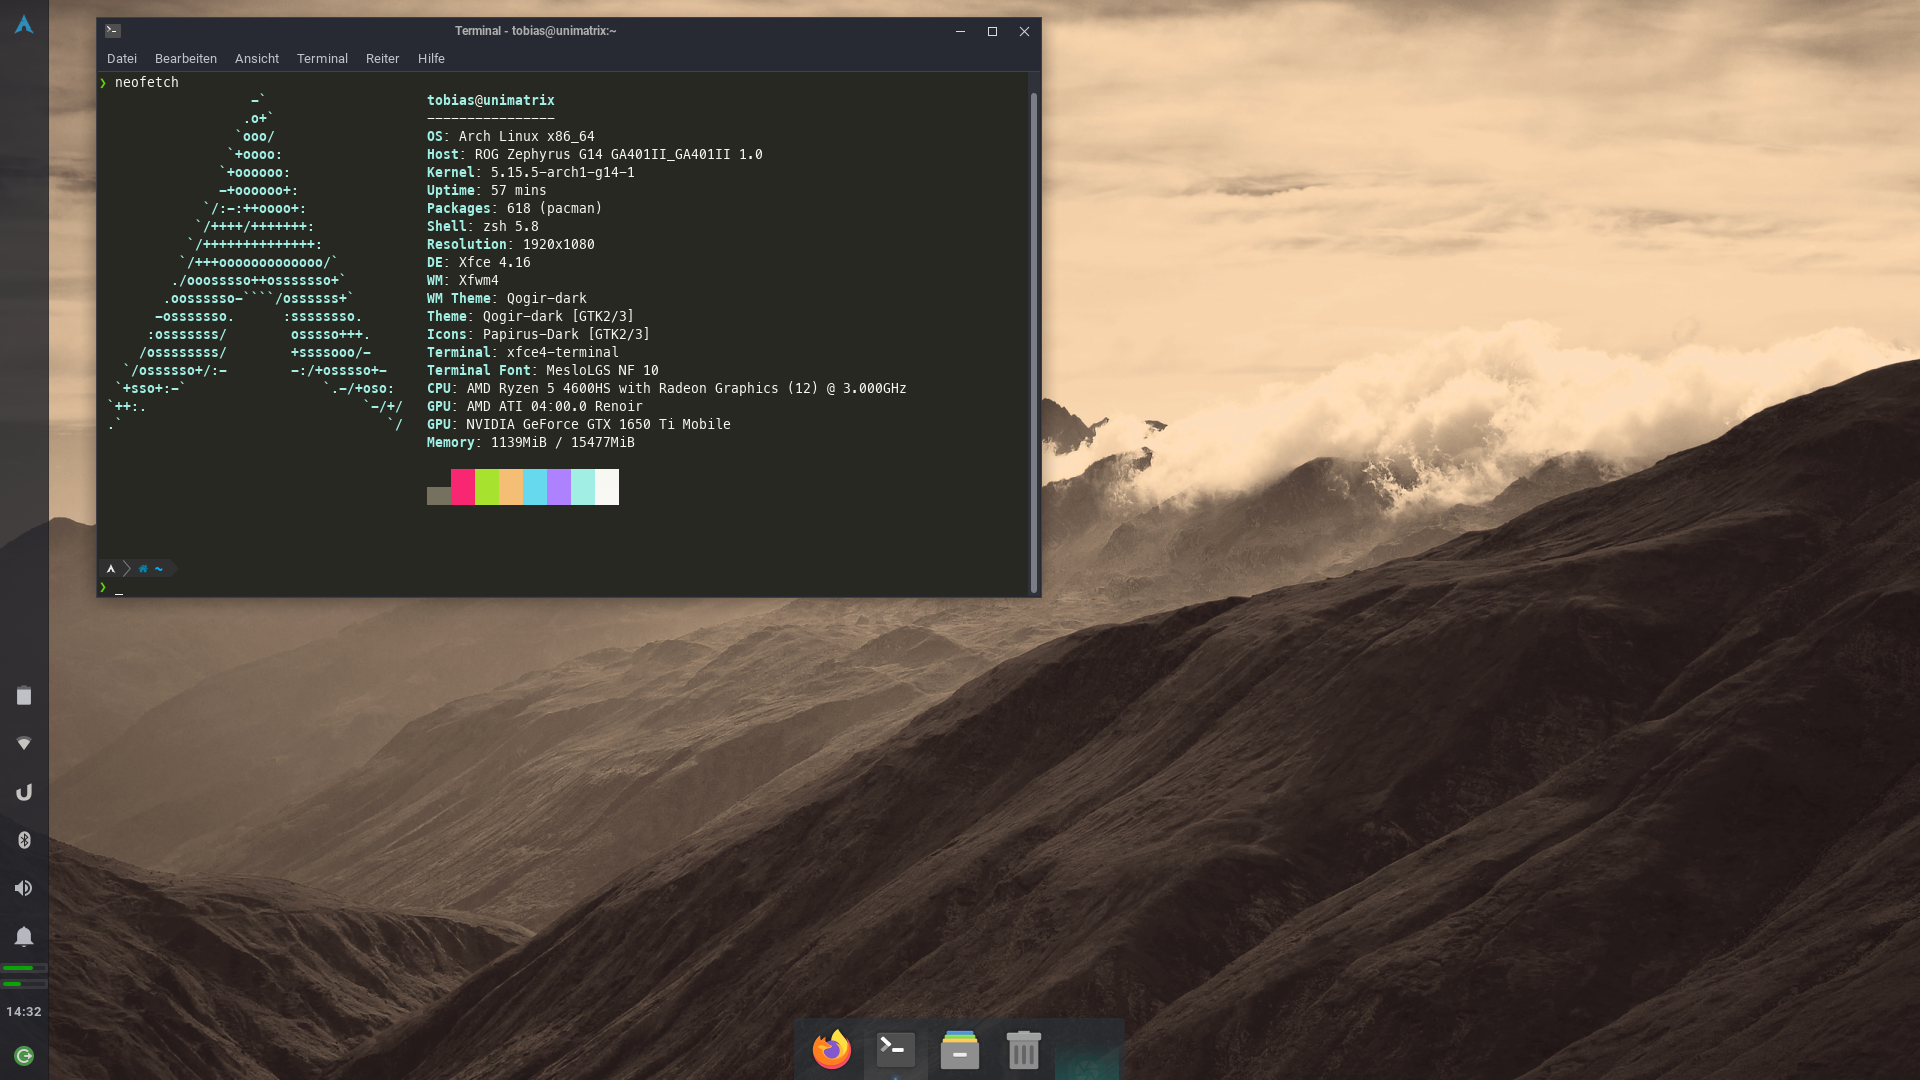 Terminal - tobias@unimatrix:~
Datei Bearbeiten Ansicht Terminal Reiter Hilfe
❯ neofetch
                  -`                    tobias@unimatrix
                 .o+`                   ----------------
                `ooo/                   OS: Arch Linux x86_64
               `+oooo:                  Host: ROG Zephyrus G14 GA401II_GA401II 1.0
              `+oooooo:                 Kernel: 5.15.5-arch1-g14-1
              -+oooooo+:                Uptime: 57 mins
            `/:-:++oooo+:               Packages: 618 (pacman)
           `/++++/+++++++:              Shell: zsh 5.8
          `/++++++++++++++:             Resolution: 1920x1080
         `/+++ooooooooooooo/`           DE: Xfce 4.16
        ./ooosssso++osssssso+`          WM: Xfwm4
       .oossssso-````/ossssss+`         WM Theme: Qogir-dark
      -osssssso.      :ssssssso.        Theme: Qogir-dark [GTK2/3]
     :osssssss/        osssso+++.       Icons: Papirus-Dark [GTK2/3]
    /ossssssss/        +ssssooo/-       Terminal: xfce4-terminal
  `/ossssso+/:-        -:/+osssso+-     Terminal Font: MesloLGS NF 10
 `+sso+:-`                 `.-/+oso:    CPU: AMD Ryzen 5 4600HS with Radeon Graphics (12) @ 3.000GHz
`++:.                           `-/+/   GPU: AMD ATI 04:00.0 Renoir
.`                                 `/   GPU: NVIDIA GeForce GTX 1650 Ti Mobile
                                        Memory: 1139MiB / 15477MiB
~
❯ _
14:32